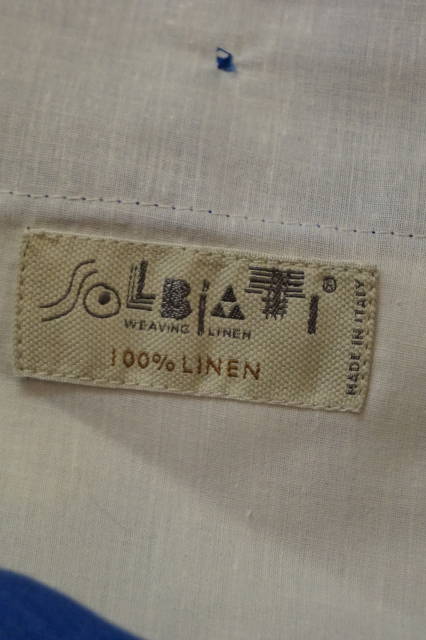 SOLBIATI®
WEAVING LINEN
100% LINEN
MADE IN ITALY